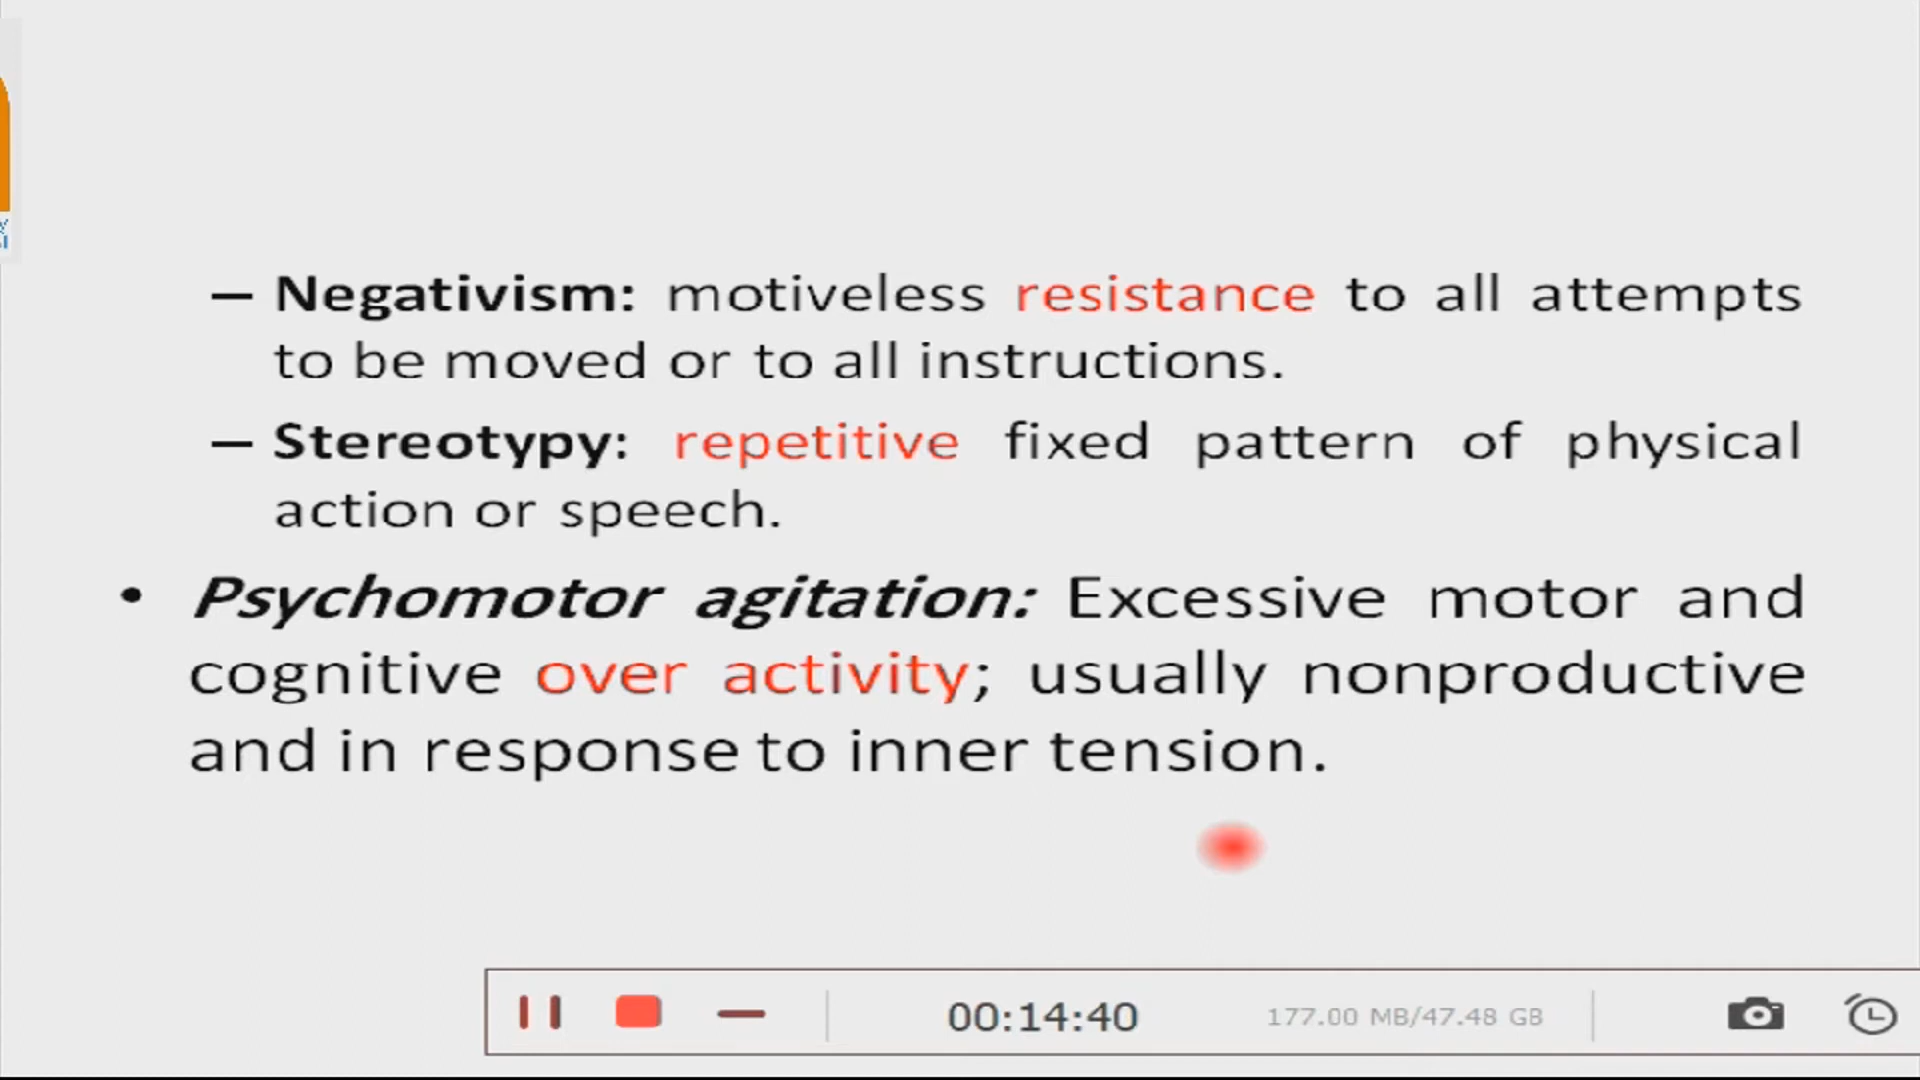 – Negativism: motiveless resistance to all attempts
to be moved or to all instructions.
– Stereotypy: repetitive fixed pattern of physical
action or speech.
• Psychomotor agitation: Excessive motor and
cognitive over activity; usually nonproductive
and in response to inner tension.
00:14:40 177.00 MB/47.48 GB